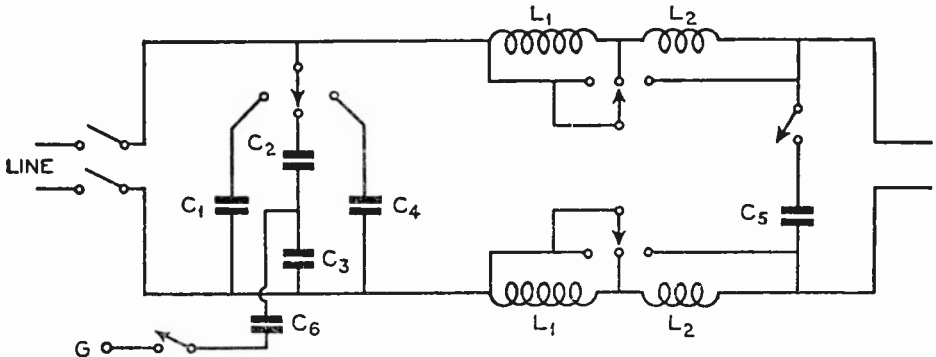 L₁ L₂
C₂
LINE
C₁ C₄ C₅
C₃
C₆ L₁ L₂
G